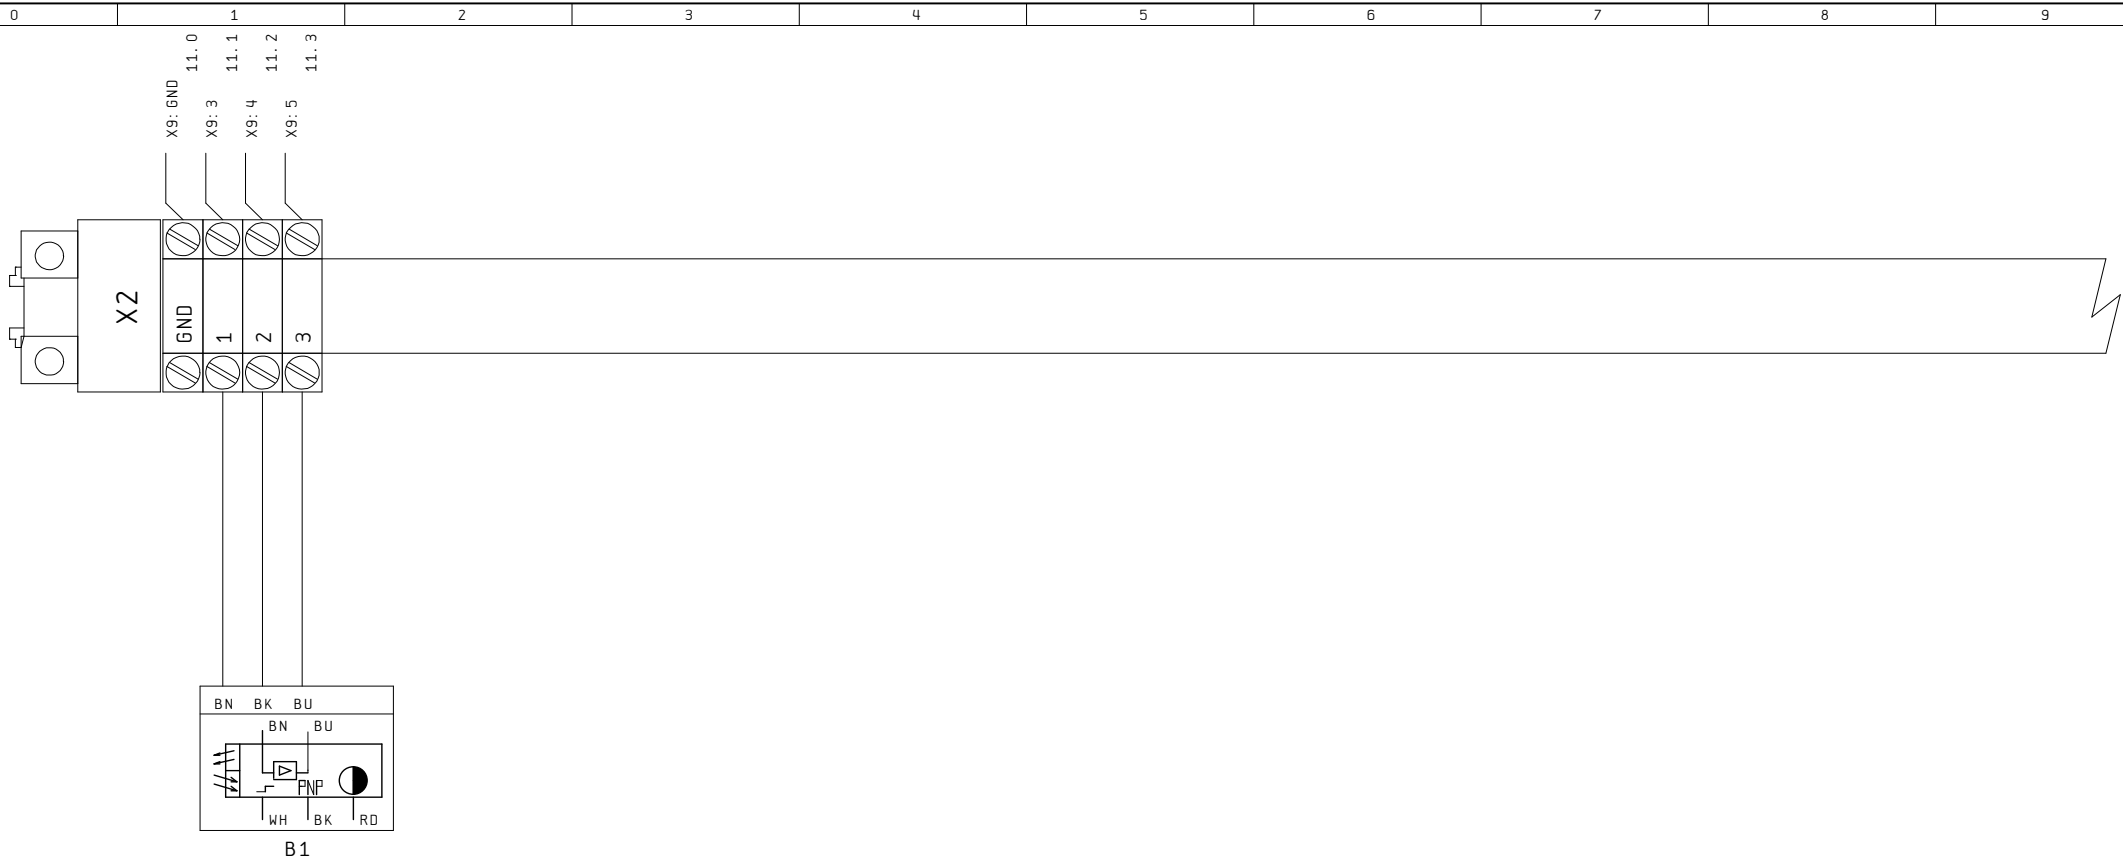 0 1 2 3 4 5 6 7 8 9
11.0 11.1 11.2 11.3
X9:GND X9:3 X9:4 X9:5
X2
GND 1 2 3
BN BK BU
BN BU
PNP
WH BK RD
B1